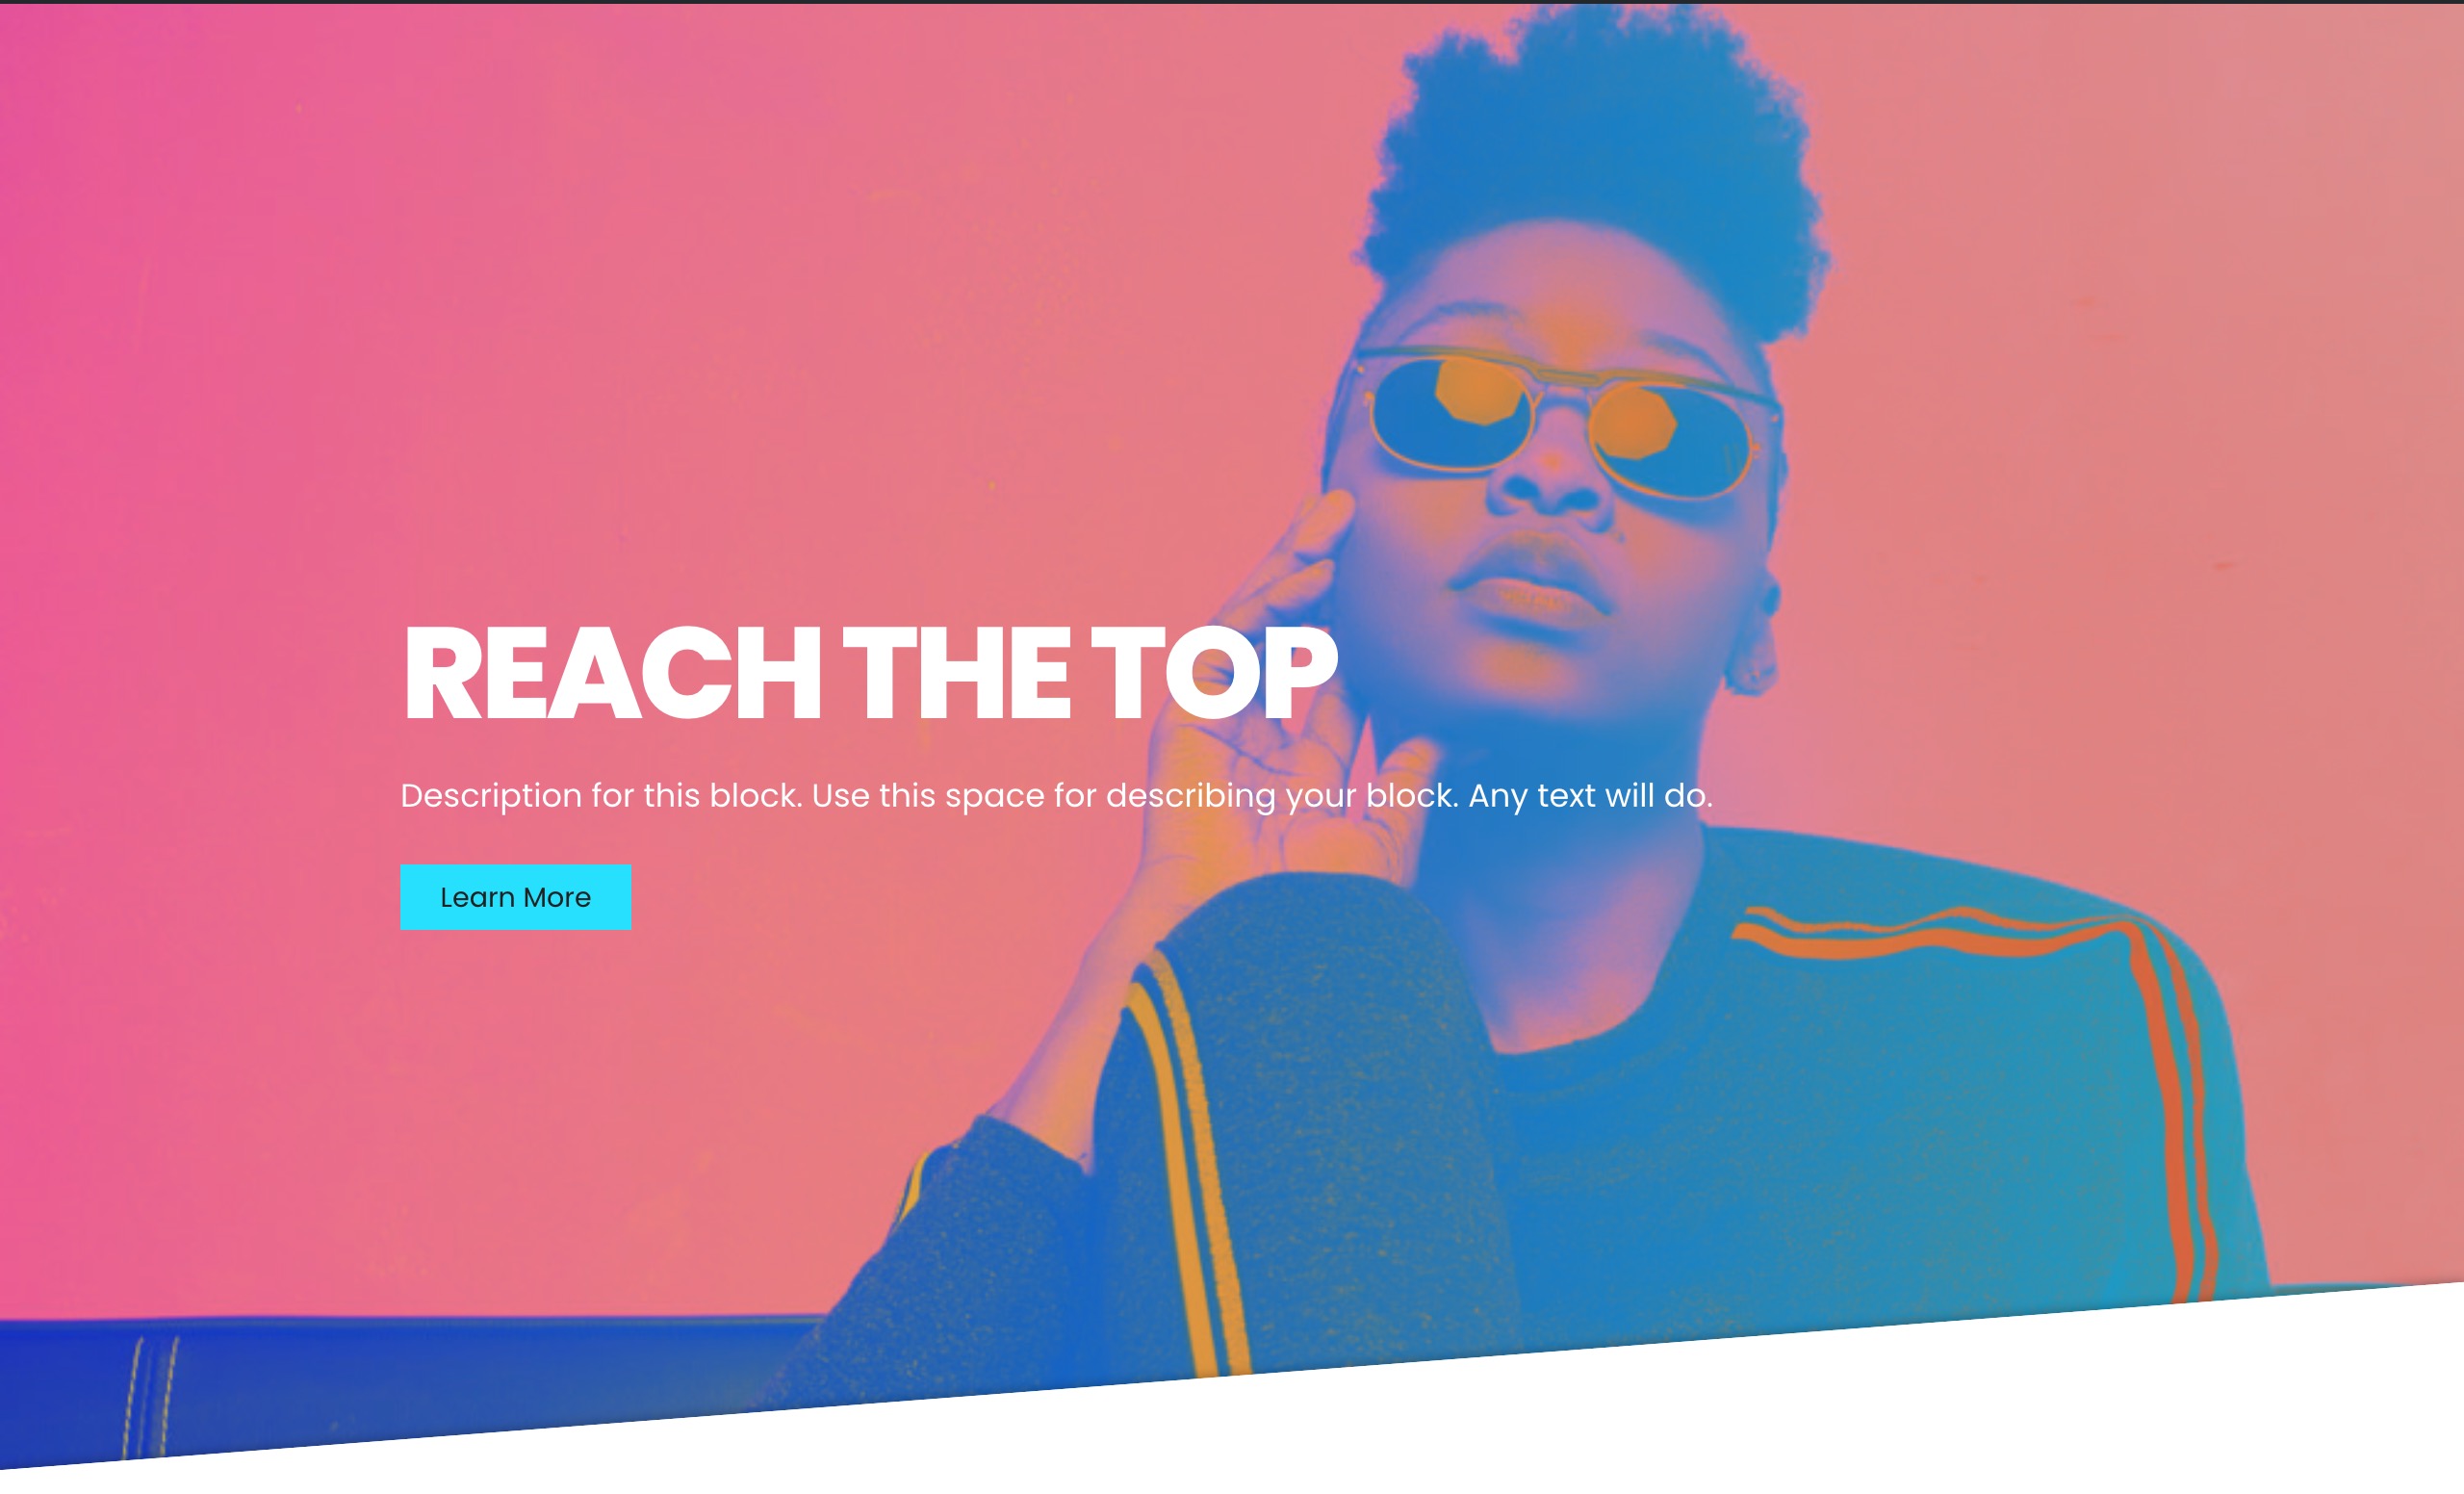 REACH THE TOP
Description for this block. Use this space for describing your block. Any text will do.
Learn More